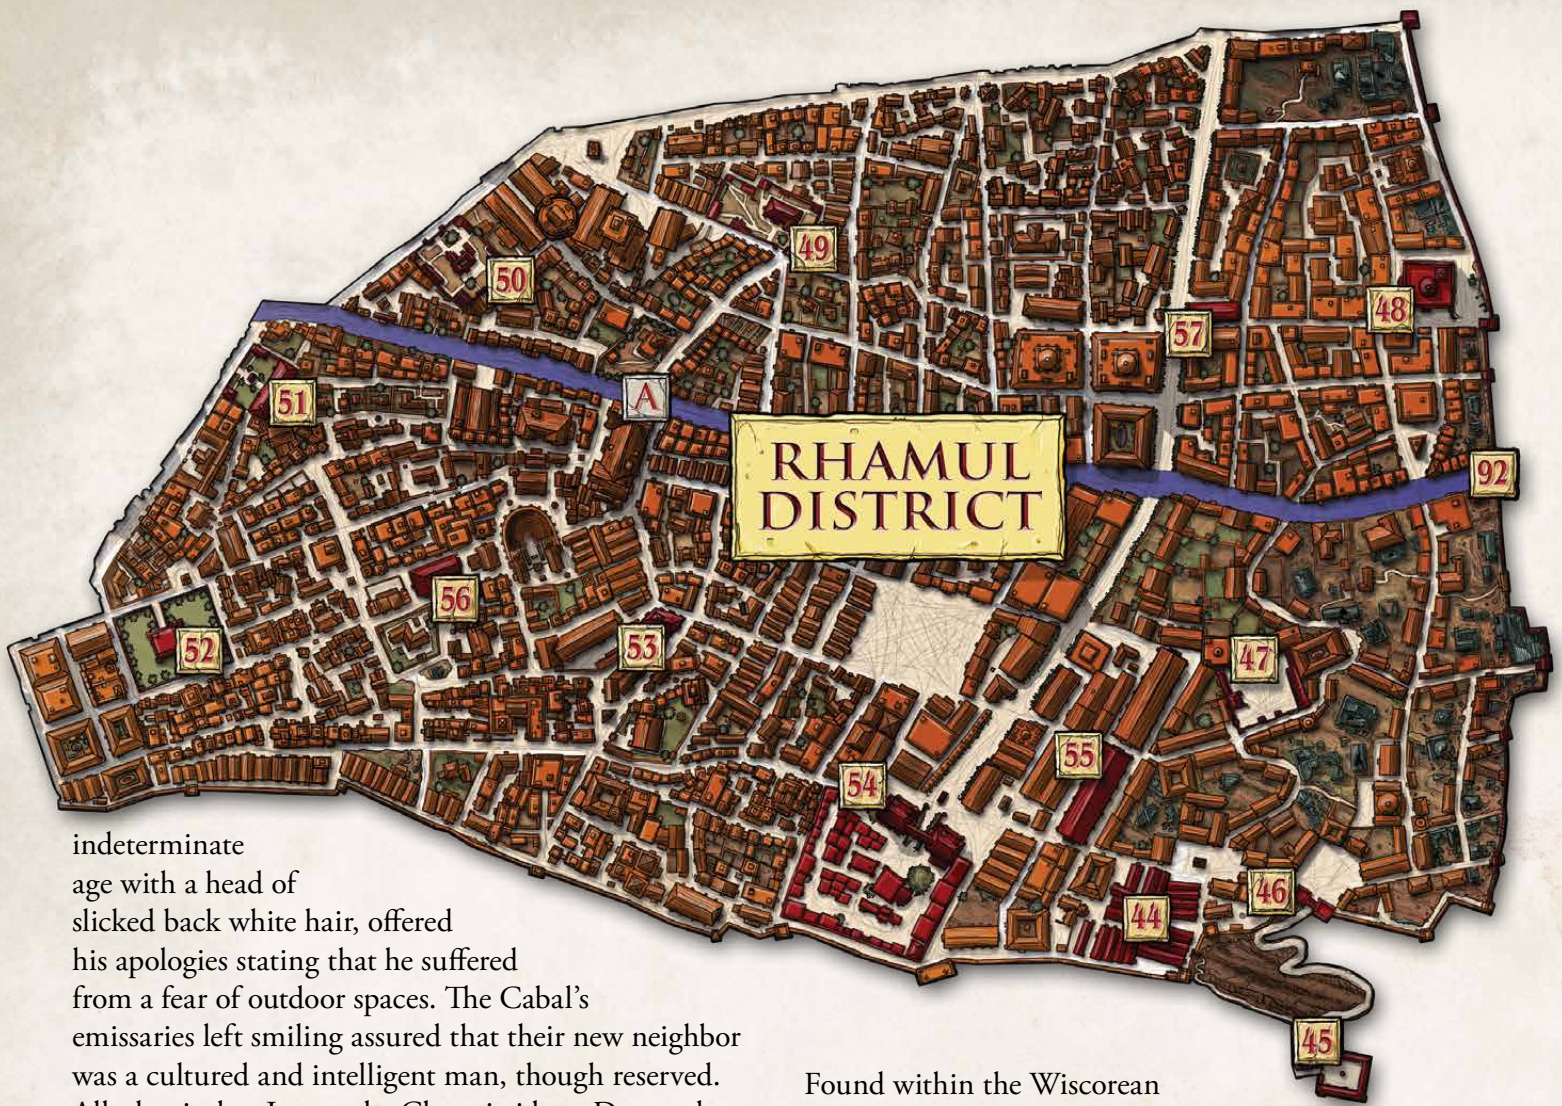 49
50
48
57
51
A
RHAMUL
DISTRICT
92
56
52
53
47
55
54
46
44
45
indeterminate
age with a head of
slicked back white hair, offered
his apologies stating that he suffered
from a fear of outdoor spaces. The Cabal’s
emissaries left smiling assured that their new neighbor
was a cultured and intelligent man, though reserved.
Found within the Wiscorean